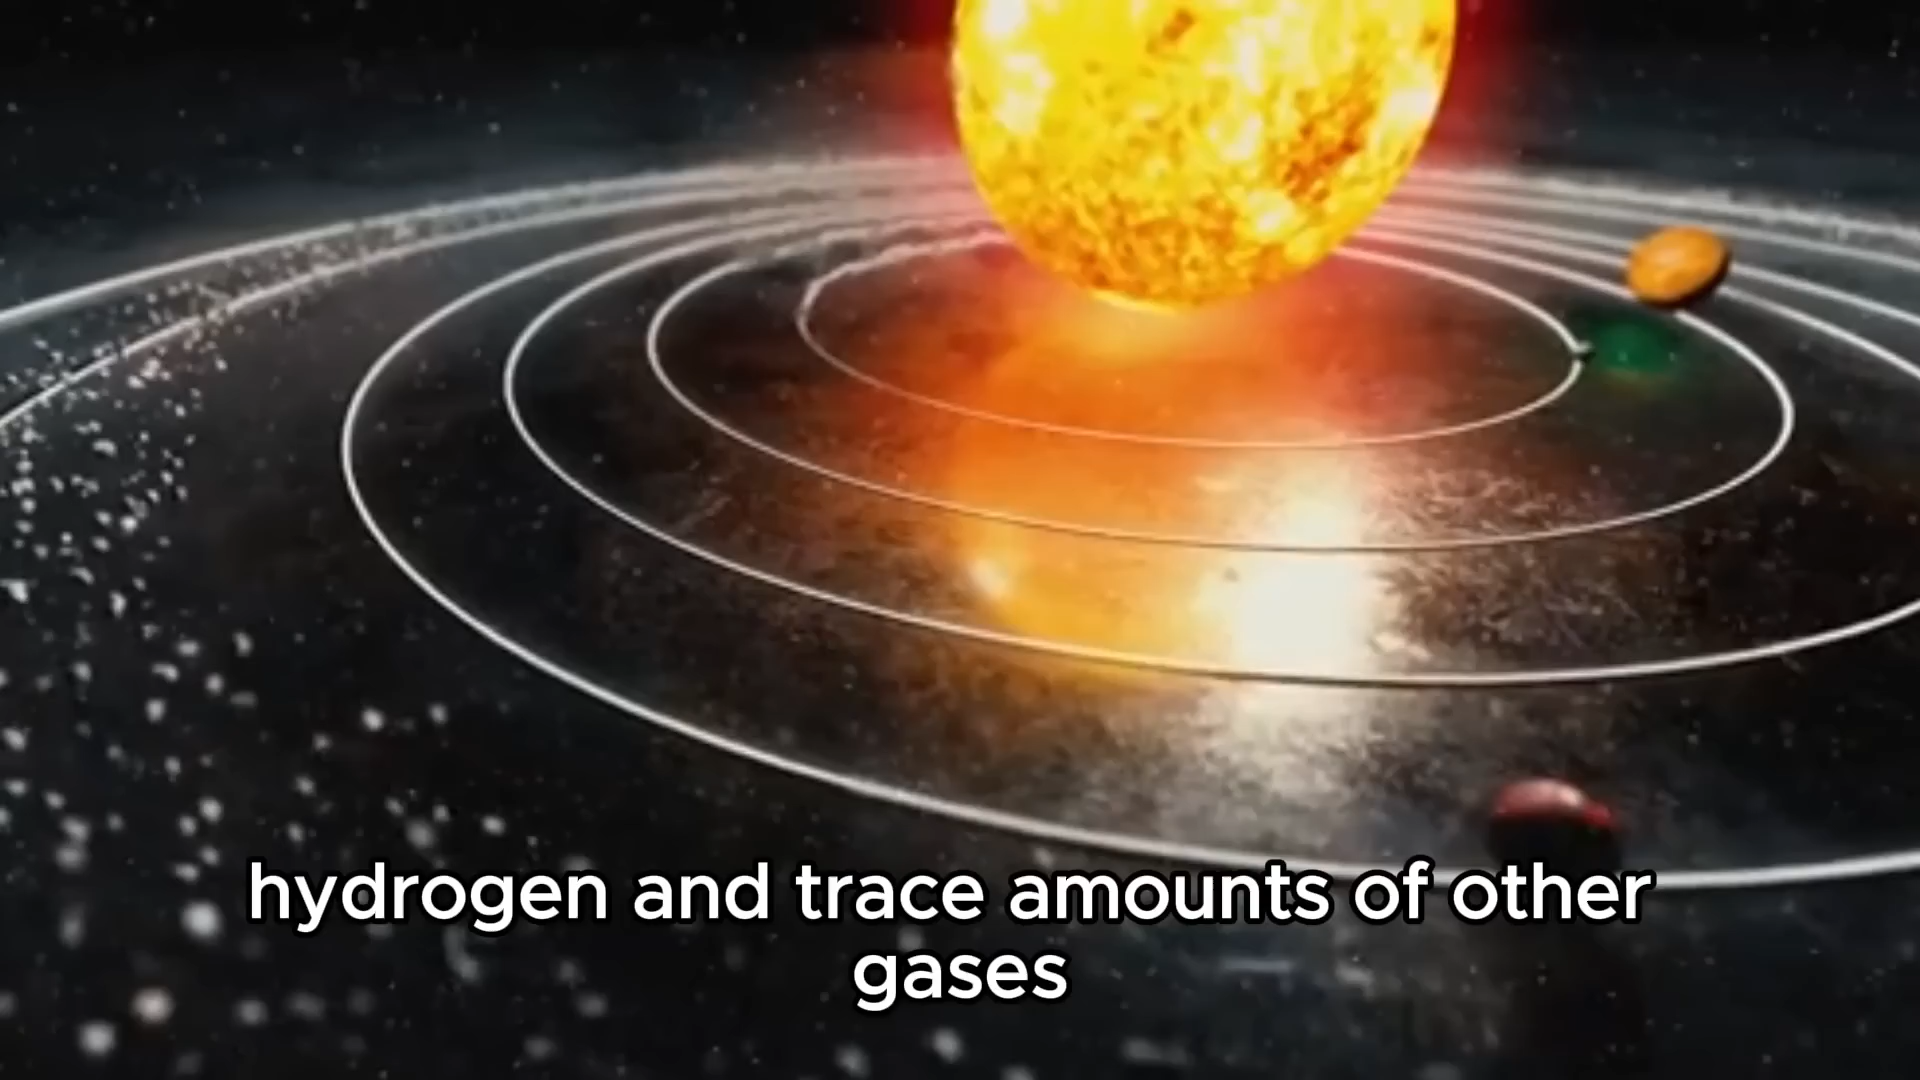 hydrogen and trace amounts of other
gases